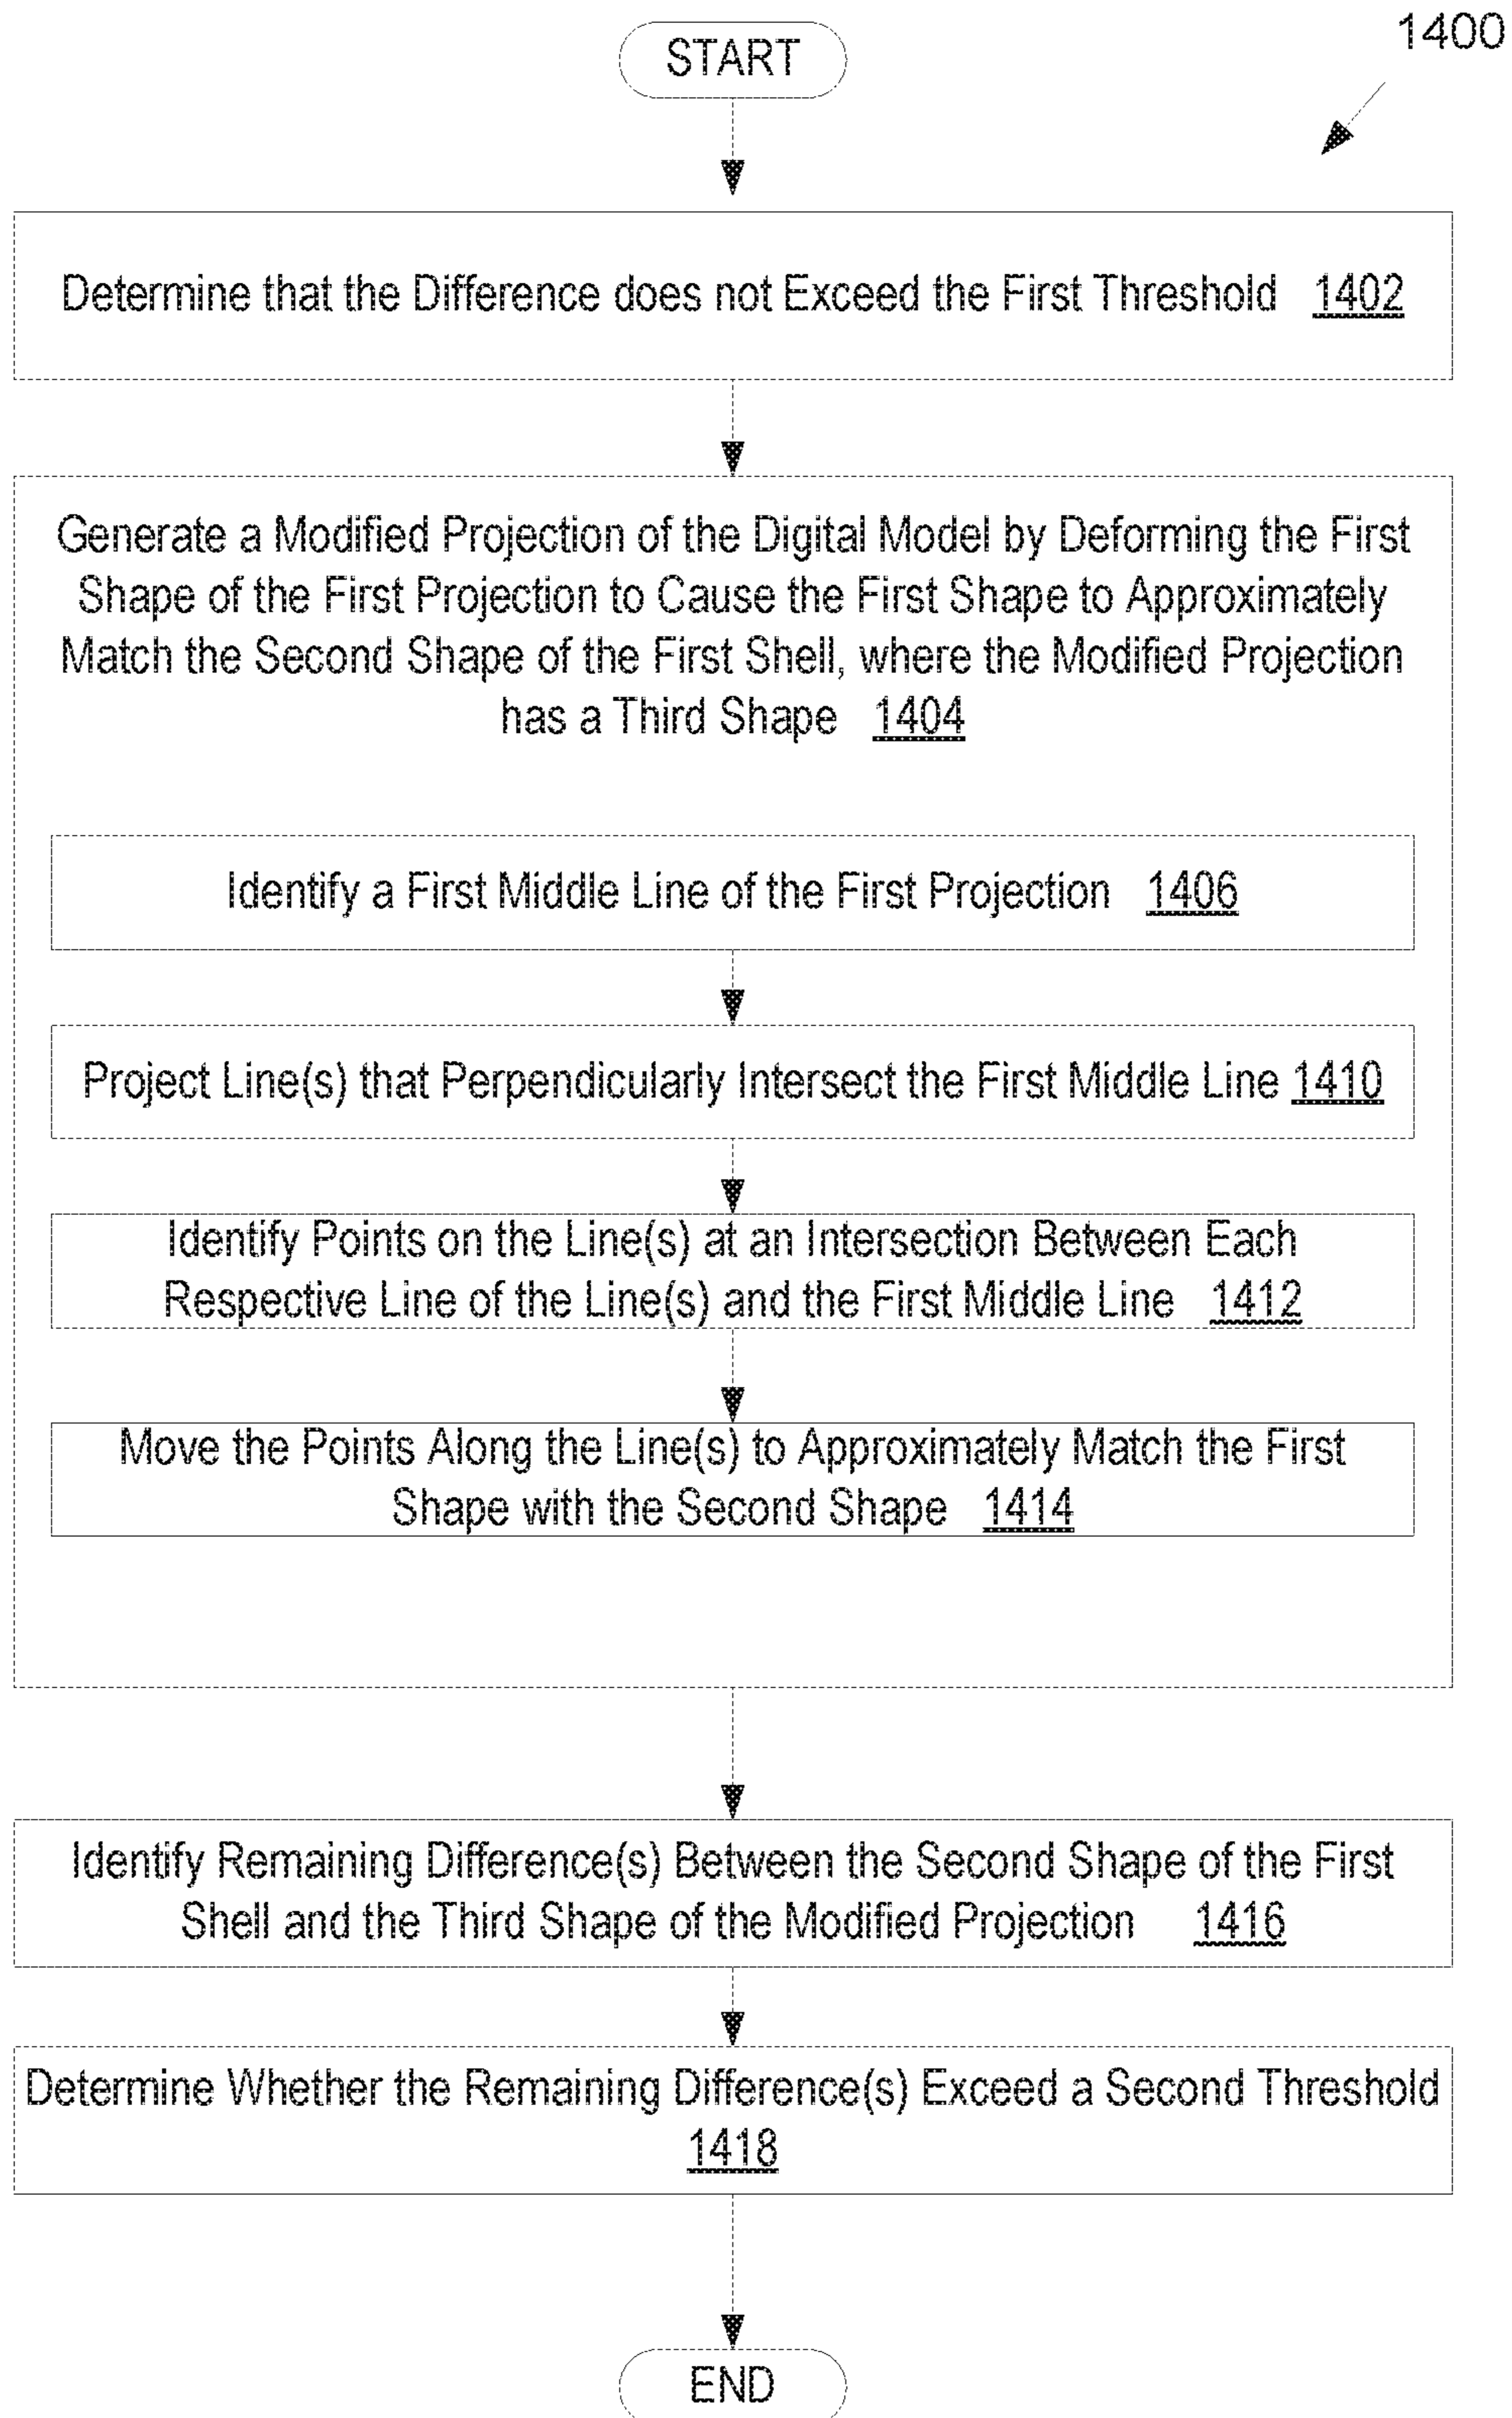 1400
START
Determine that the Difference does not Exceed the First Threshold 1402
Generate a Modified Projection of the Digital Model by Deforming the First
Shape of the First Projection to Cause the First Shape to Approximately
Match the Second Shape of the First Shell, where the Modified Projection
has a Third Shape 1404
Identify a First Middle Line of the First Projection 1406
Project Line(s) that Perpendicularly Intersect the First Middle Line 1410
Identify Points on the Line(s) at an Intersection Between Each
Respective Line of the Line(s) and the First Middle Line 1412
Move the Points Along the Line(s) to Approximately Match the First
Shape with the Second Shape 1414
Identify Remaining Difference(s) Between the Second Shape of the First
Shell and the Third Shape of the Modified Projection 1416
Determine Whether the Remaining Difference(s) Exceed a Second Threshold
1418
END